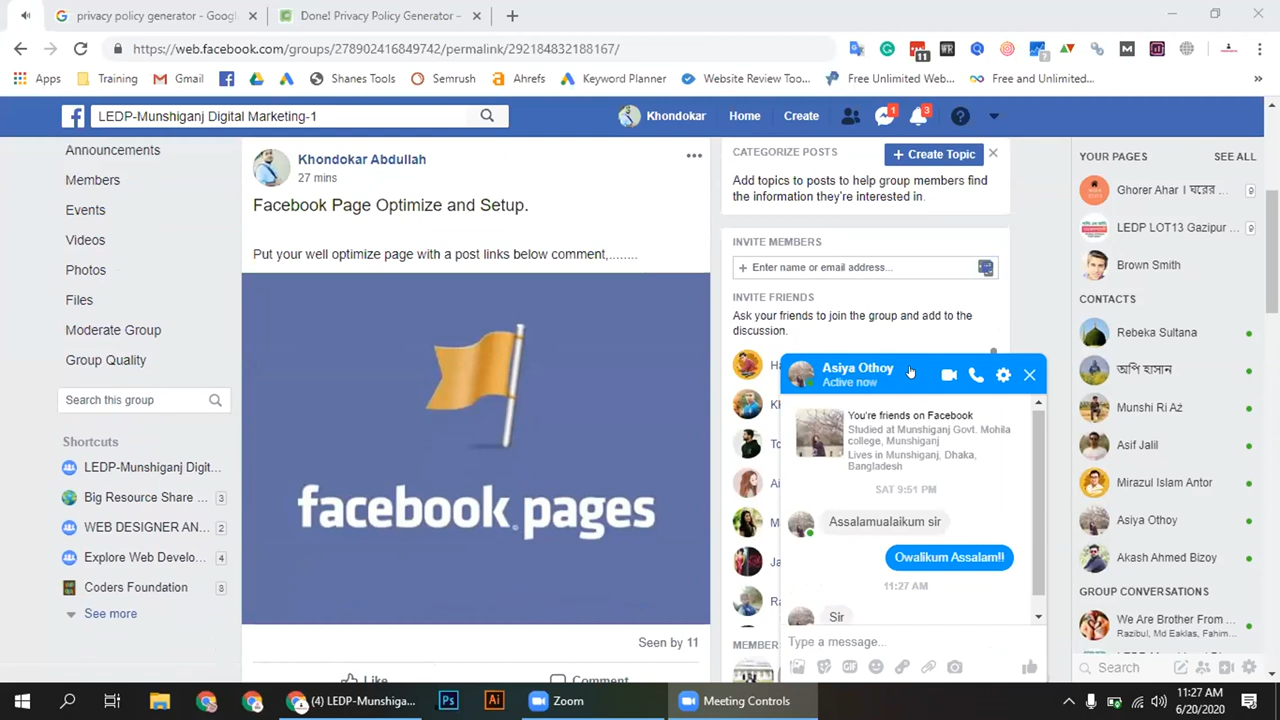 privacy policy generator - Googl
Done! Privacy Policy Generator -
https://web.facebook.com/groups/278902416849742/permalink/292184832188167/
11
WR
?
M
Apps
Training
Gmail
Shanes Tools
Semrush
Ahrefs
Keyword Planner
Website Review Too...
Free Unlimited Web...
Free and Unlimited...
»
LEDP-Munshiganj Digital Marketing-1
Khondokar
Home
Create
1
3
Announcements
Members
Events
Videos
Photos
Files
Moderate Group
Group Quality
Search this group
Shortcuts
LEDP-Munshiganj Digit...
Big Resource Share ... 3
WEB DESIGNER AN... 2
Explore Web Develo... 4
Coders Foundation 8
See more
Khondokar Abdullah
27 mins
Facebook Page Optimize and Setup.
Put your well optimize page with a post links below comment,........
facebook pages
Seen by 11
Like
Comment
CATEGORIZE POSTS
+ Create Topic
Add topics to posts to help group members find
the information they're interested in.
INVITE MEMBERS
+ Enter name or email address...
INVITE FRIENDS
Ask your friends to join the group and add to the
discussion.
MEMBER
Asiya Othoy
Active now
You're friends on Facebook
Studied at Munshiganj Govt. Mohila
college, Munshiganj
Lives in Munshiganj, Dhaka,
Bangladesh
SAT 9:51 PM
Assalamualaikum sir
Owalikum Assalam!!
11:27 AM
Sir
Type a message...
GIF
YOUR PAGES
SEE ALL
Ghorer Ahar । ঘরের ... 9
LEDP LOT13 Gazipur ... 9
Brown Smith
CONTACTS
Rebeka Sultana
অপি হাসান
Munshi Ri Az
Asif Jalil
Mirazul Islam Antor
Asiya Othoy
Akash Ahmed Bizoy
GROUP CONVERSATIONS
We Are Brother From ...
Razibul, Md Eaklas, Fahim...
Search
(4) LEDP-Munshiga...
Ps
Ai
Zoom
Meeting Controls
11:27 AM
6/20/2020